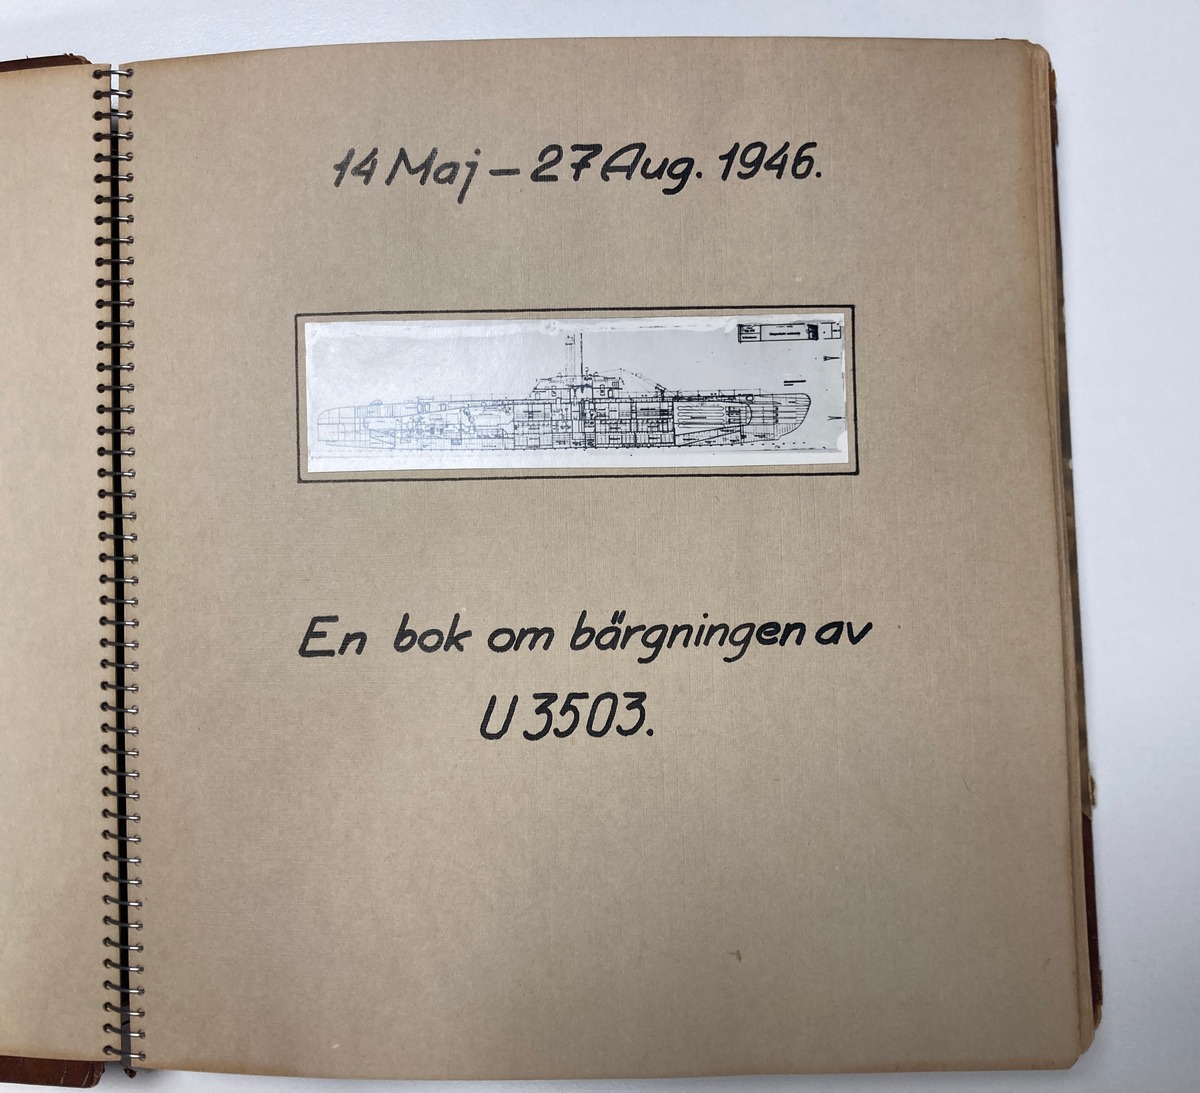 14 Maj – 27 Aug. 1946.
En bok om bärgningen av
U 3503.